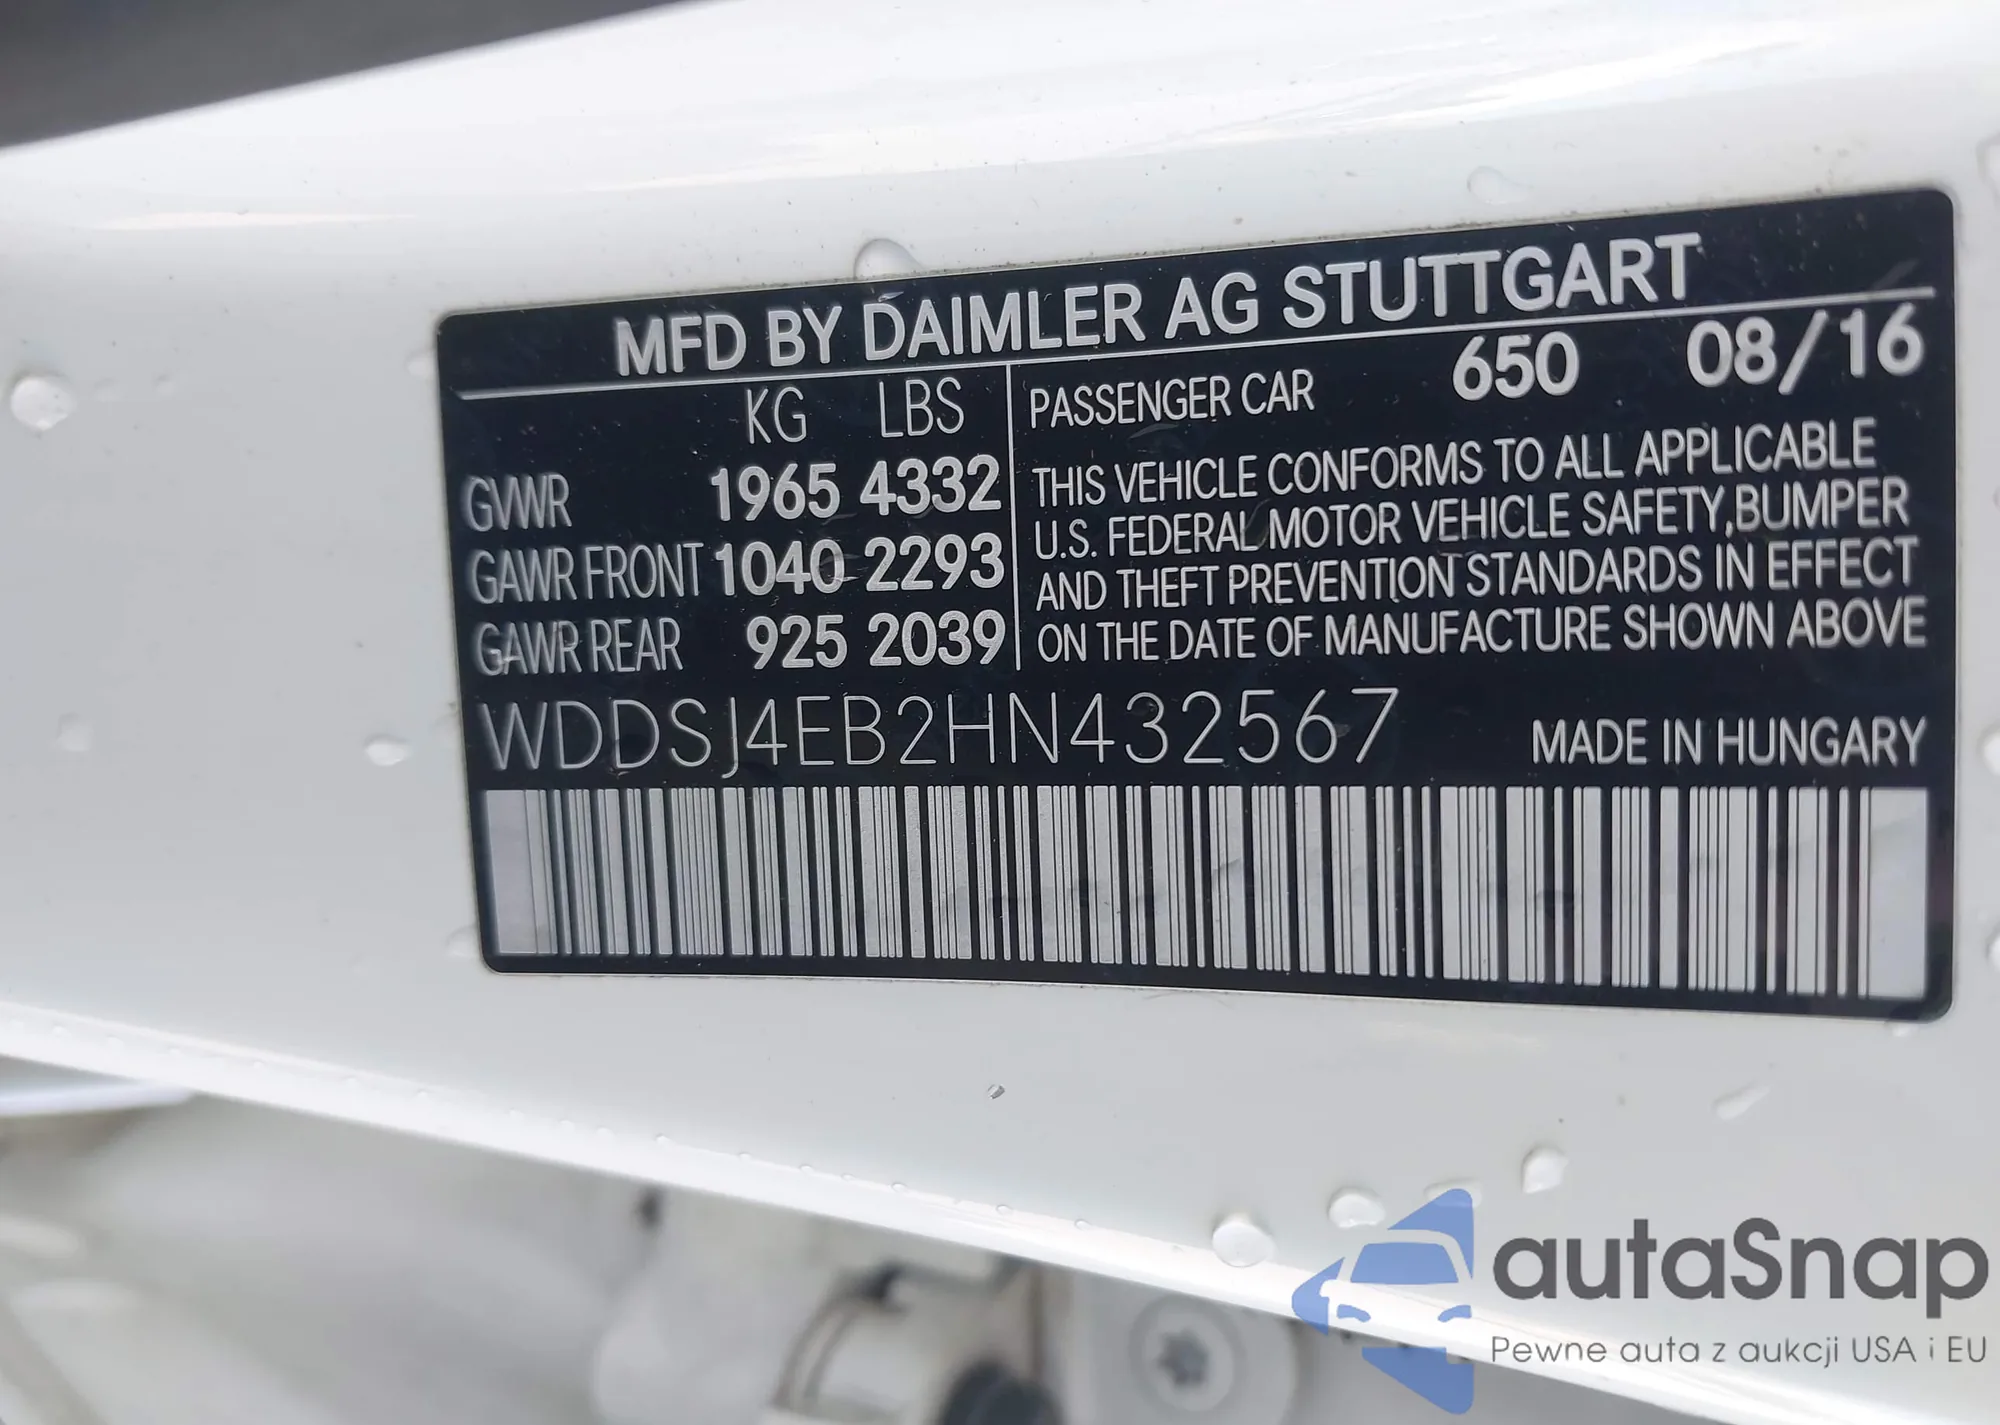 MFD BY DAIMLER AG STUTTGART
KG LBS
GVWR 1965 4332
GAWR FRONT 1040 2293
GAWR REAR 925 2039
PASSENGER CAR 650 08/16
THIS VEHICLE CONFORMS TO ALL APPLICABLE
U.S. FEDERAL MOTOR VEHICLE SAFETY,BUMPER
AND THEFT PREVENTION STANDARDS IN EFFECT
ON THE DATE OF MANUFACTURE SHOWN ABOVE
WDDSJ4EB2HN432567
MADE IN HUNGARY
autaSnap
Pewne auta z aukcji USA i EU